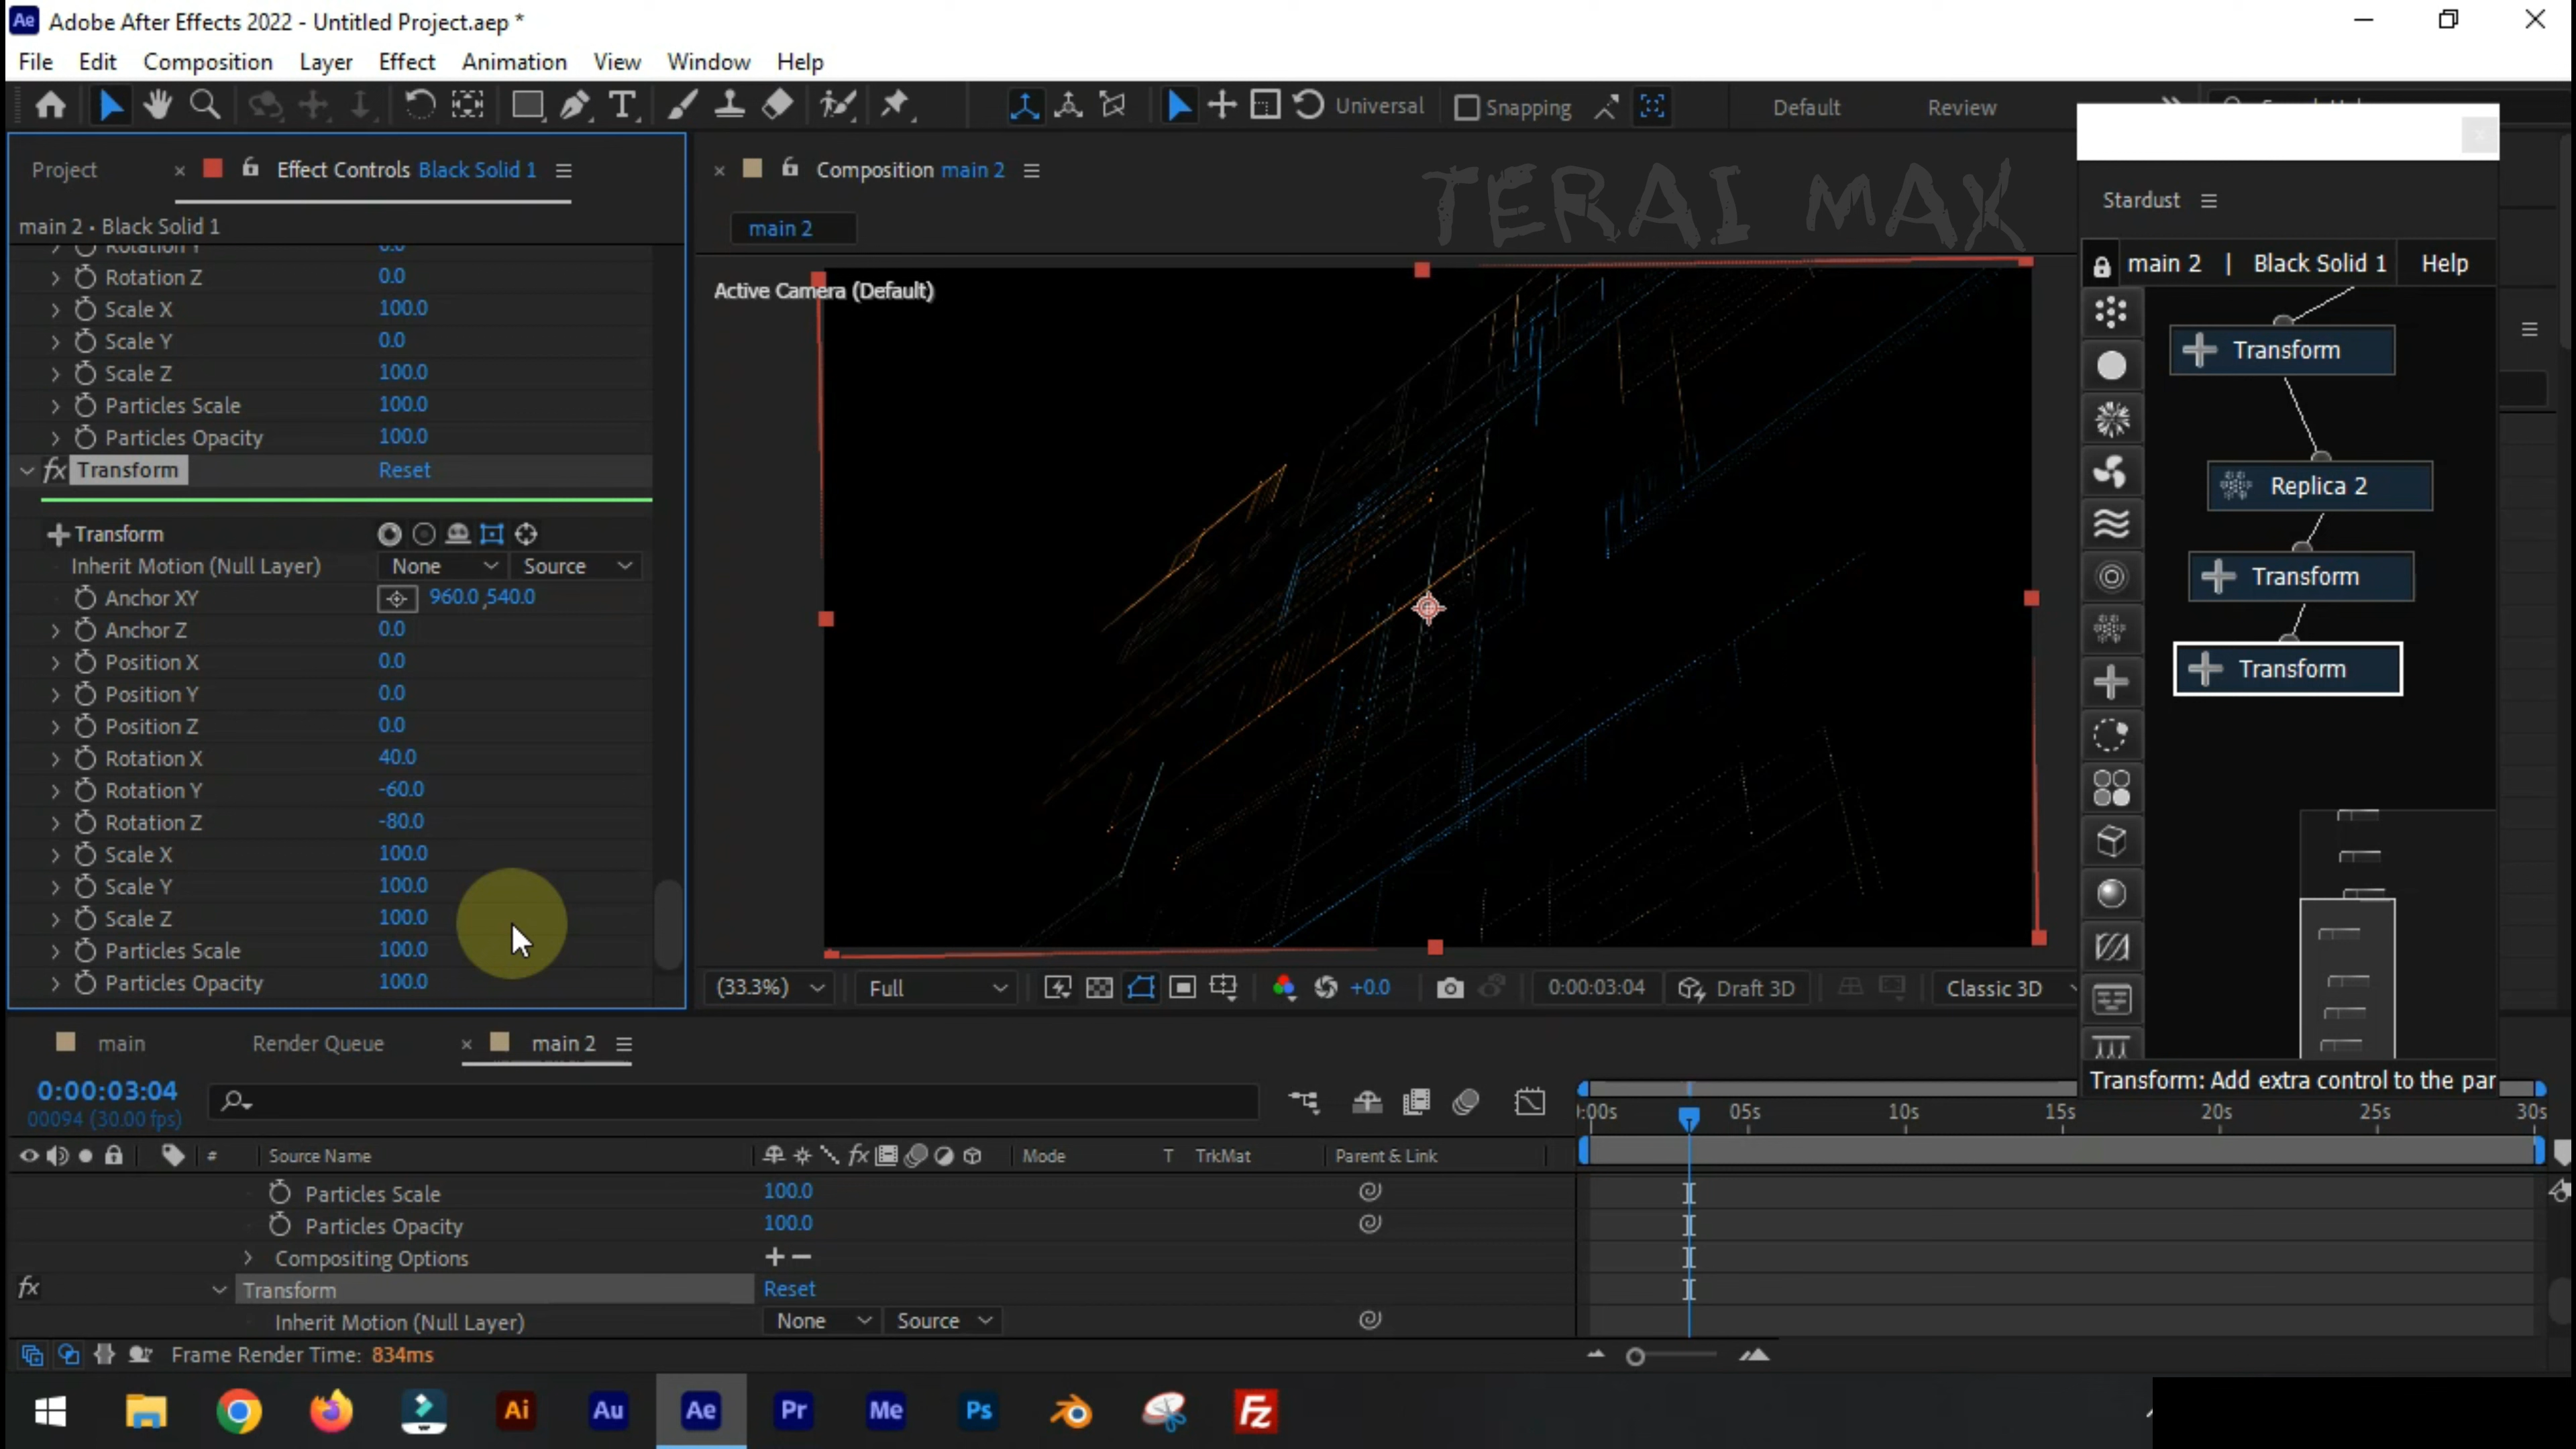 Ae Adobe After Effects 2022 - Untitled Project.aep *
File Edit Composition Layer Effect Animation View Window Help
Universal Snapping Default Review
Project Effect Controls Black Solid 1
main 2 • Black Solid 1
Rotation Y 0.0
Rotation Z 0.0
Scale X 100.0
Scale Y 0.0
Scale Z 100.0
Particles Scale 100.0
Particles Opacity 100.0
fx Transform Reset
Transform
Inherit Motion (Null Layer) None Source
Anchor XY 960.0 ,540.0
Anchor Z 0.0
Position X 0.0
Position Y 0.0
Position Z 0.0
Rotation X 40.0
Rotation Y -60.0
Rotation Z -80.0
Scale X 100.0
Scale Y 100.0
Scale Z 100.0
Particles Scale 100.0
Particles Opacity 100.0
Composition main 2
TERAI MAX
main 2
Active Camera (Default)
(33.3%) Full +0.0 0:00:03:04 Draft 3D Classic 3D
Stardust
main 2 | Black Solid 1 Help
Transform
Replica 2
Transform
Transform
Transform: Add extra control to the par
main Render Queue main 2
0:00:03:04
00094 (30.00 fps)
:00s 05s 10s 15s 20s 25s 30s
# Source Name fx Mode T TrkMat Parent & Link
Particles Scale 100.0
Particles Opacity 100.0
Compositing Options + −
fx Transform Reset
Inherit Motion (Null Layer) None Source
Frame Render Time: 834ms
Ai Au Ae Pr Me Ps Fz